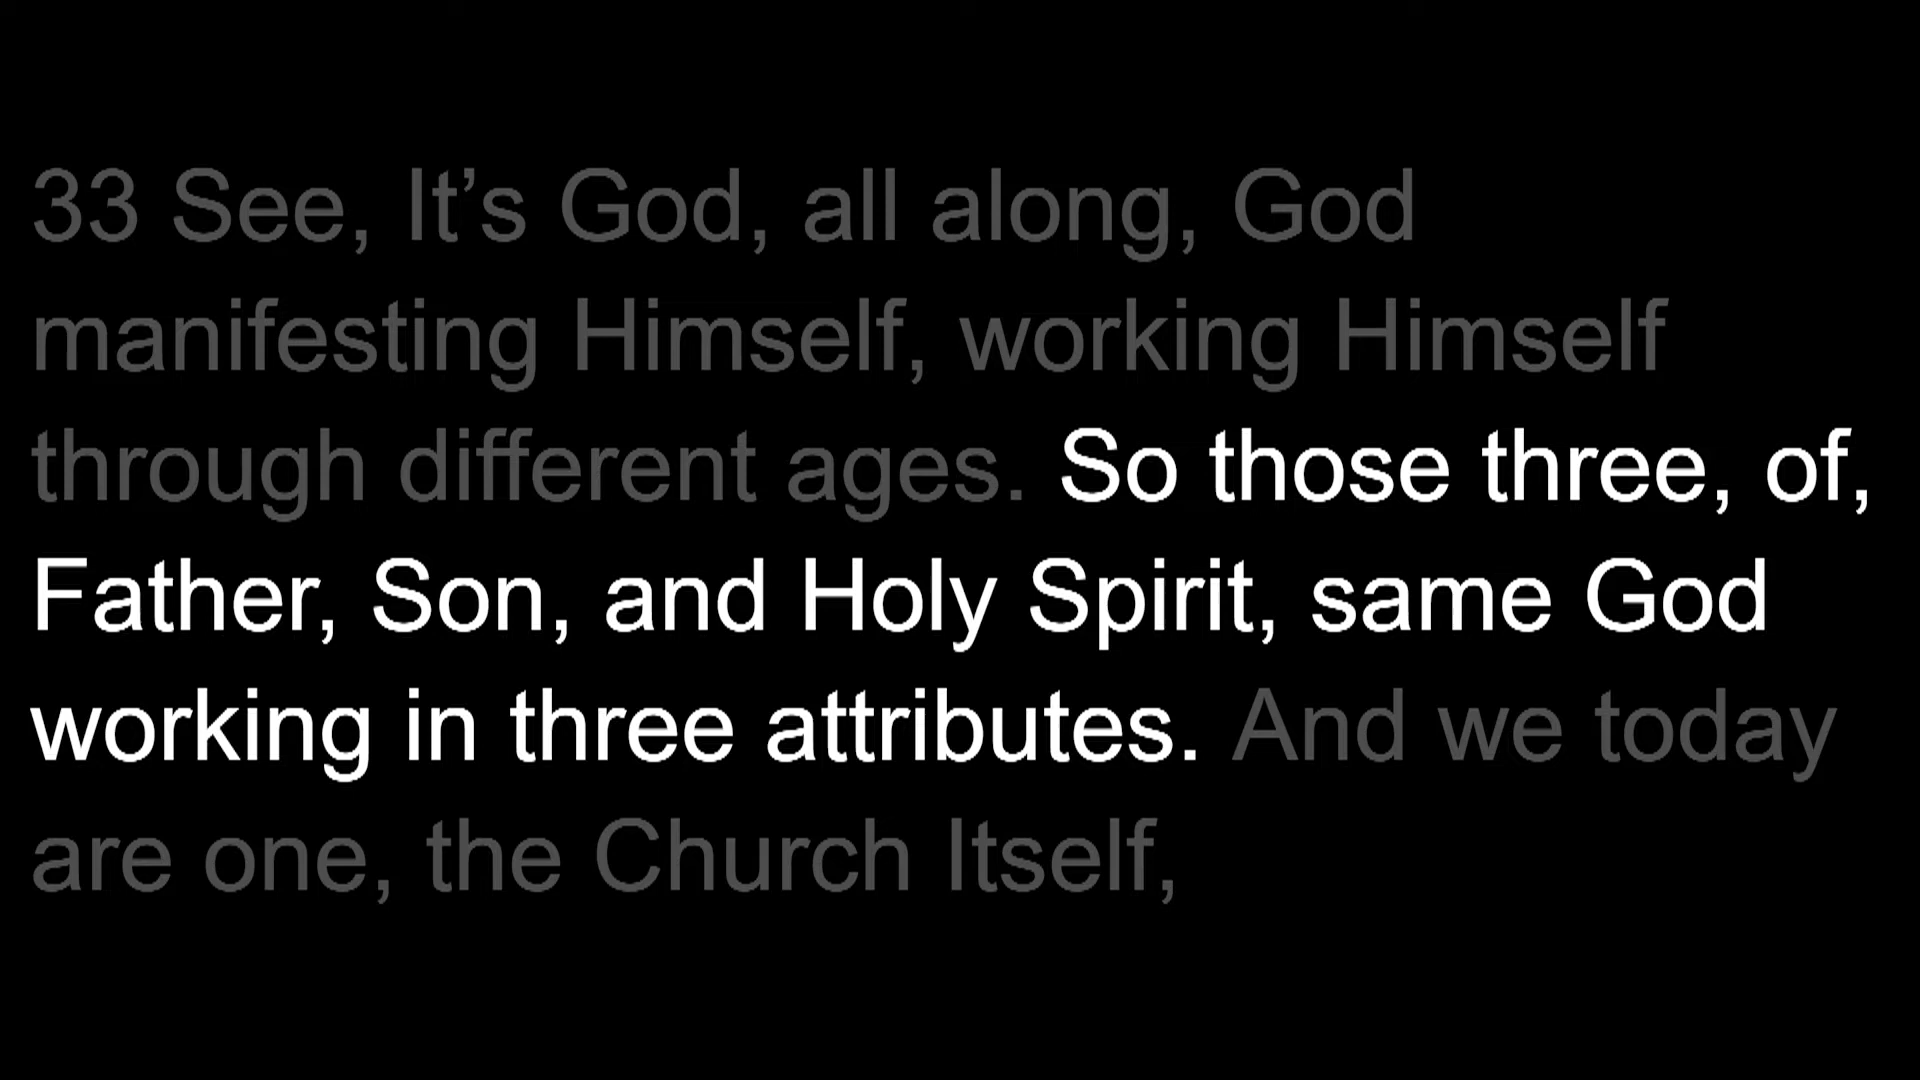 33 See, It’s God, all along, God
manifesting Himself, working Himself
through different ages. So those three, of,
Father, Son, and Holy Spirit, same God
working in three attributes. And we today
are one, the Church Itself,